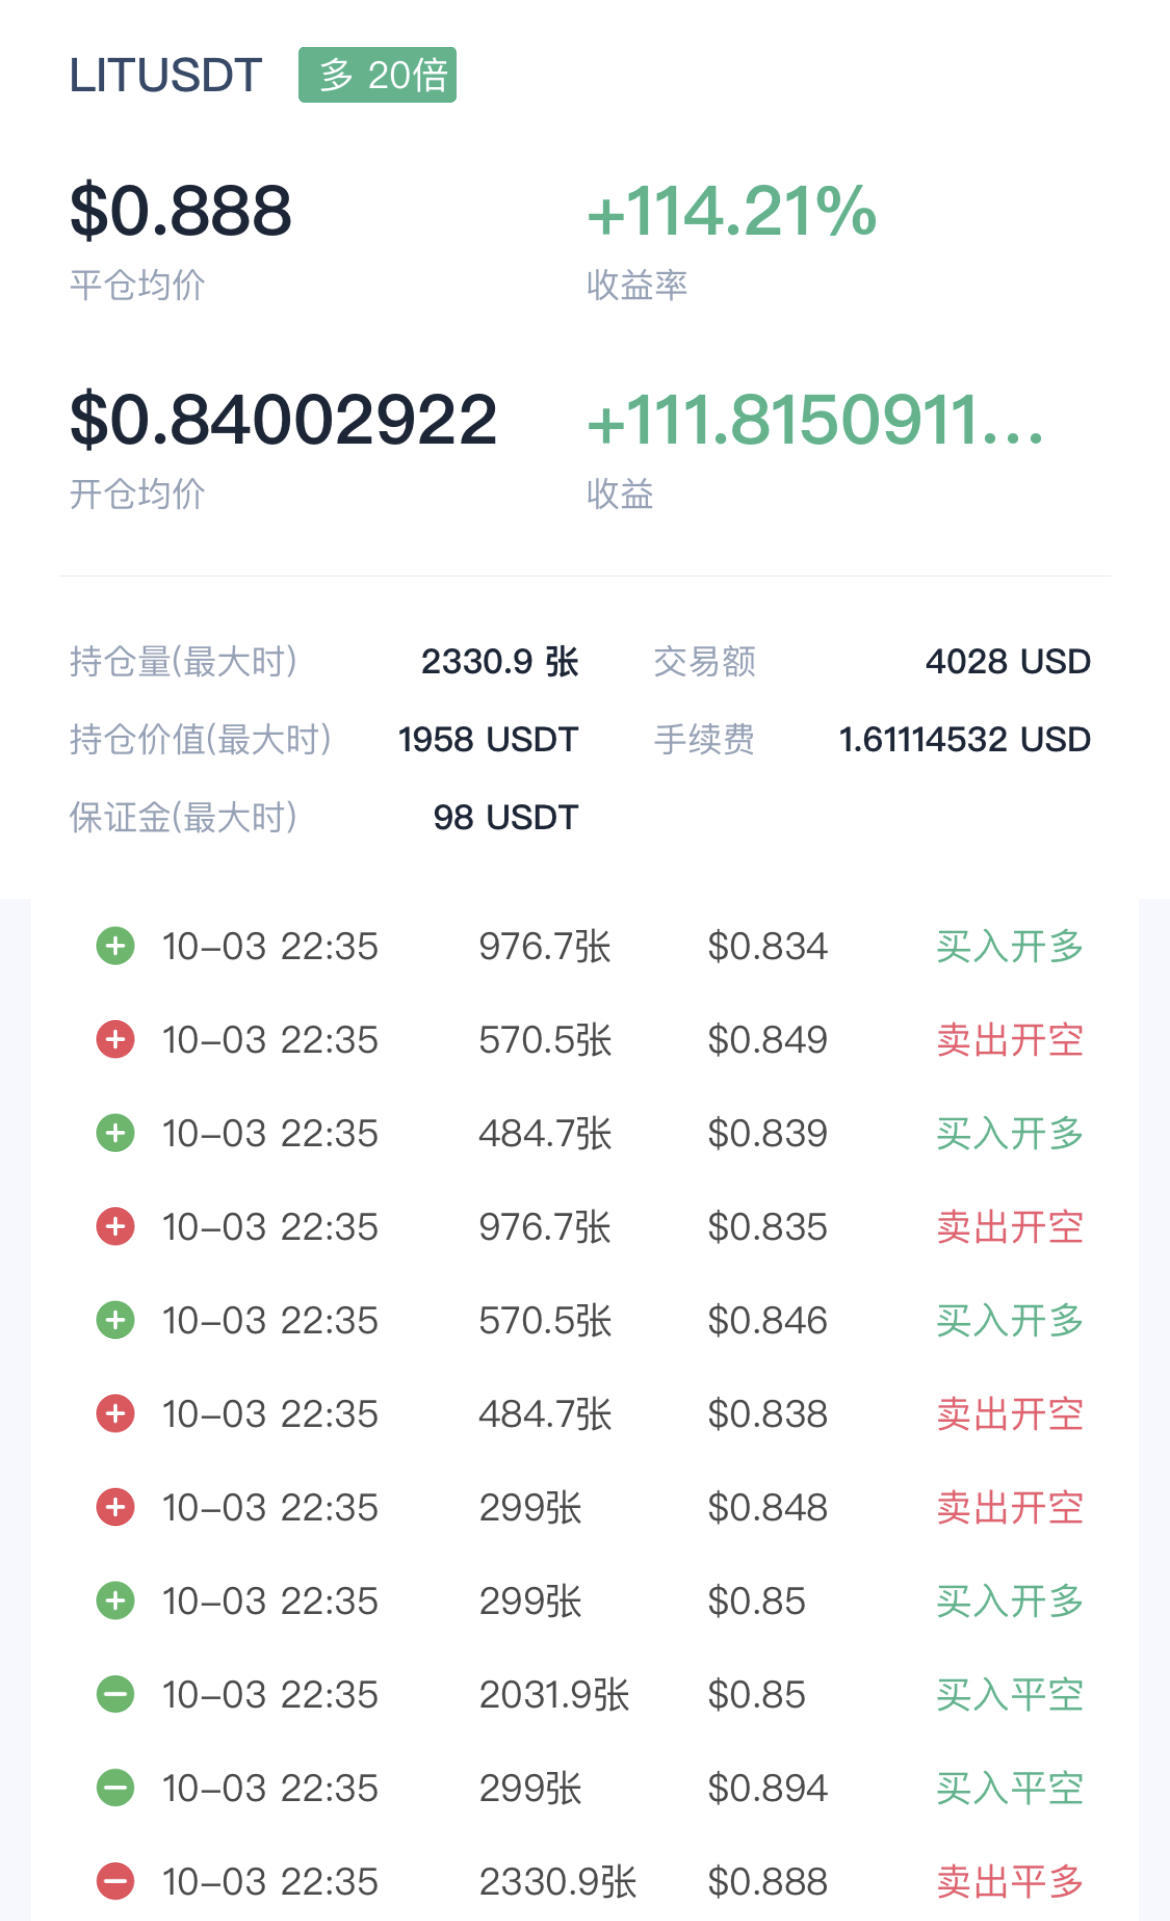 LITUSDT 多 20倍
$0.888 +114.21%
平仓均价 收益率
$0.84002922 +111.8150911...
开仓均价 收益
持仓量(最大时) 2330.9 张 交易额 4028 USD
持仓价值(最大时) 1958 USDT 手续费 1.61114532 USD
保证金(最大时) 98 USDT
10-03 22:35 976.7张 $0.834 买入开多
10-03 22:35 570.5张 $0.849 卖出开空
10-03 22:35 484.7张 $0.839 买入开多
10-03 22:35 976.7张 $0.835 卖出开空
10-03 22:35 570.5张 $0.846 买入开多
10-03 22:35 484.7张 $0.838 卖出开空
10-03 22:35 299张 $0.848 卖出开空
10-03 22:35 299张 $0.85 买入开多
10-03 22:35 2031.9张 $0.85 买入平空
10-03 22:35 299张 $0.894 买入平空
10-03 22:35 2330.9张 $0.888 卖出平多